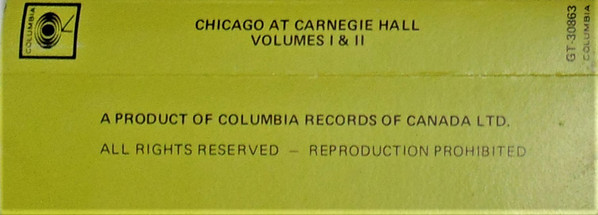 COLUMBIA
CHICAGO AT CARNEGIE HALL
VOLUMES I & II
GT-30863
COLUMBIA
A PRODUCT OF COLUMBIA RECORDS OF CANADA LTD.
ALL RIGHTS RESERVED — REPRODUCTION PROHIBITED